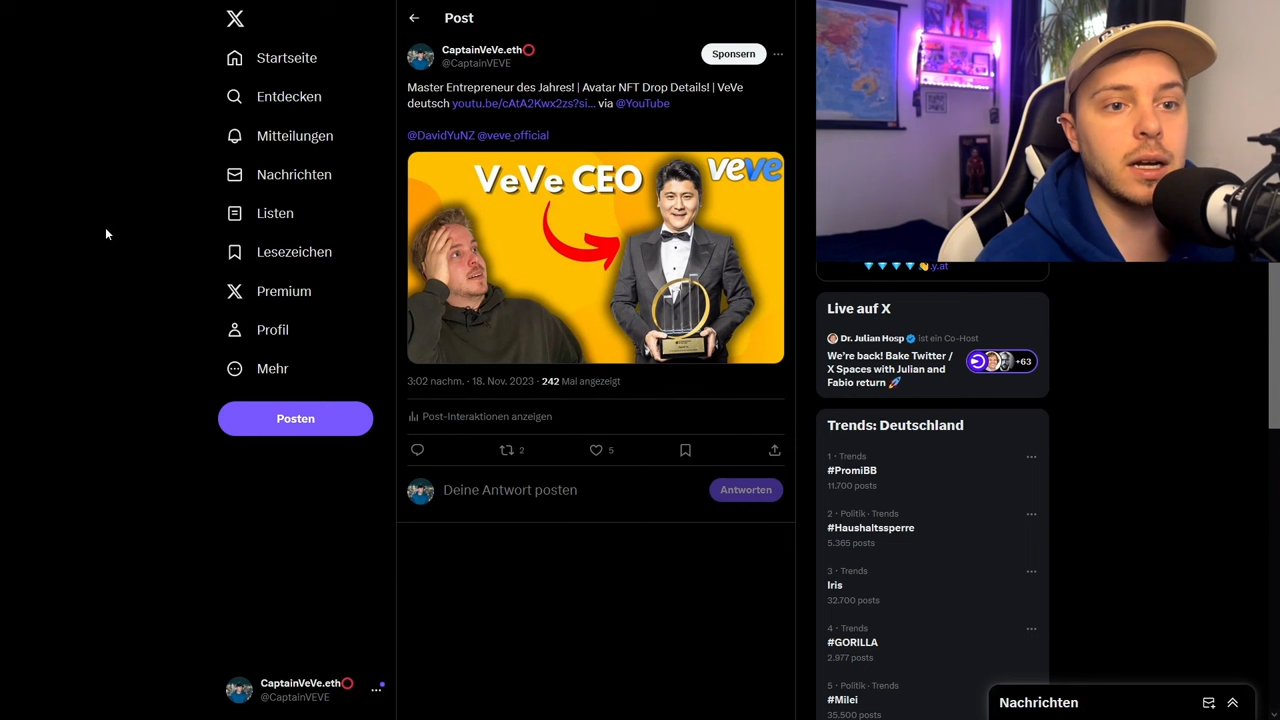 Startseite
Entdecken
Mitteilungen
Nachrichten
Listen
Lesezeichen
Premium
Profil
Mehr
Posten
CaptainVeVe.eth⭕
@CaptainVEVE
Post
CaptainVeVe.eth⭕
@CaptainVEVE
Sponsern
Master Entrepreneur des Jahres! | Avatar NFT Drop Details! | VeVe
deutsch youtu.be/cAtA2Kwx2zs?si... via @YouTube
@DavidYuNZ @veve_official
VeVe CEO
veve
3:02 nachm. · 18. Nov. 2023 · 242 Mal angezeigt
Post-Interaktionen anzeigen
2
5
Deine Antwort posten
Antworten
💎 💎 💎 💎 👏.y.at
Live auf X
Dr. Julian Hosp ist ein Co-Host
We're back! Bake Twitter /
X Spaces with Julian and
Fabio return 🚀
+63
Trends: Deutschland
1 · Trends
#PromiBB
11.700 posts
2 · Politik · Trends
#Haushaltssperre
5.365 posts
3 · Trends
Iris
32.700 posts
4 · Trends
#GORILLA
2.977 posts
5 · Politik · Trends
#Milei
35.500 posts
Nachrichten